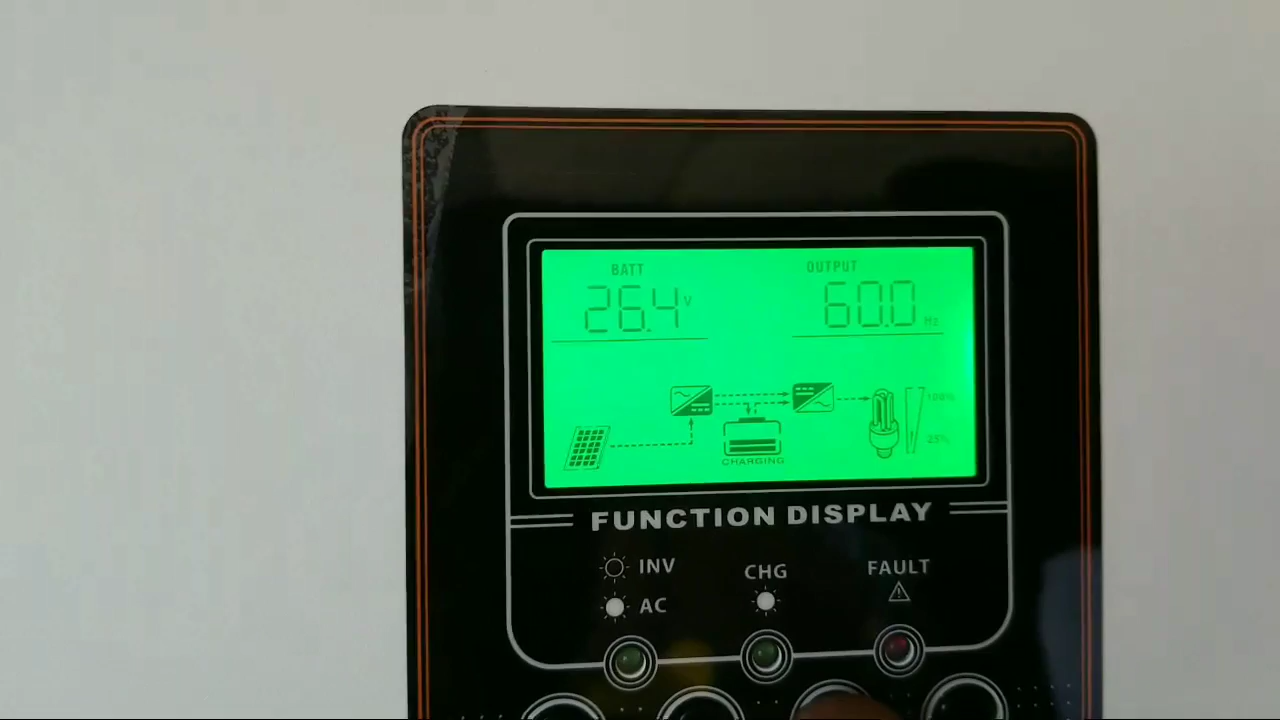 BATT OUTPUT
26.4 V 60.0 Hz
100%
25%
CHARGING
FUNCTION DISPLAY
INV CHG FAULT
AC